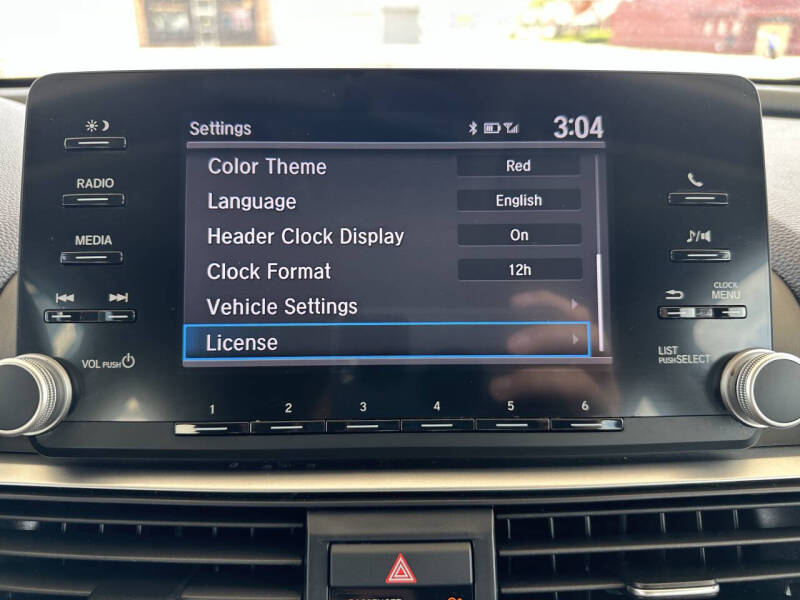 Settings 3:04
Color Theme Red
Language English
Header Clock Display On
Clock Format 12h
Vehicle Settings
License
RADIO
MEDIA
VOL PUSH
CLOCK
MENU
LIST
PUSH SELECT
1 2 3 4 5 6
PASSENGER